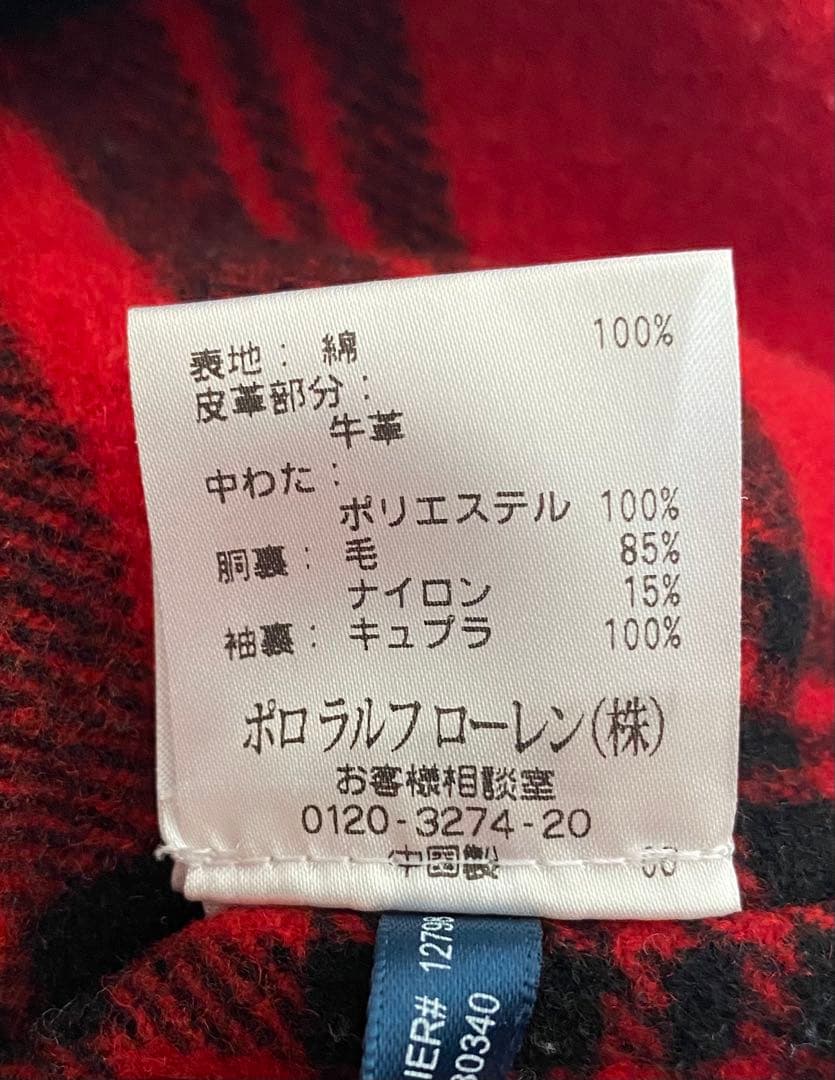 表地： 綿 100%
皮革部分：
牛革
中わた：
ポリエステル 100%
胴裏： 毛 85%
ナイロン 15%
袖裏： キュプラ 100%
ポロ ラルフ ローレン(株)
お客様相談室
0120-3274-20
中国製
IER# 12798
30340